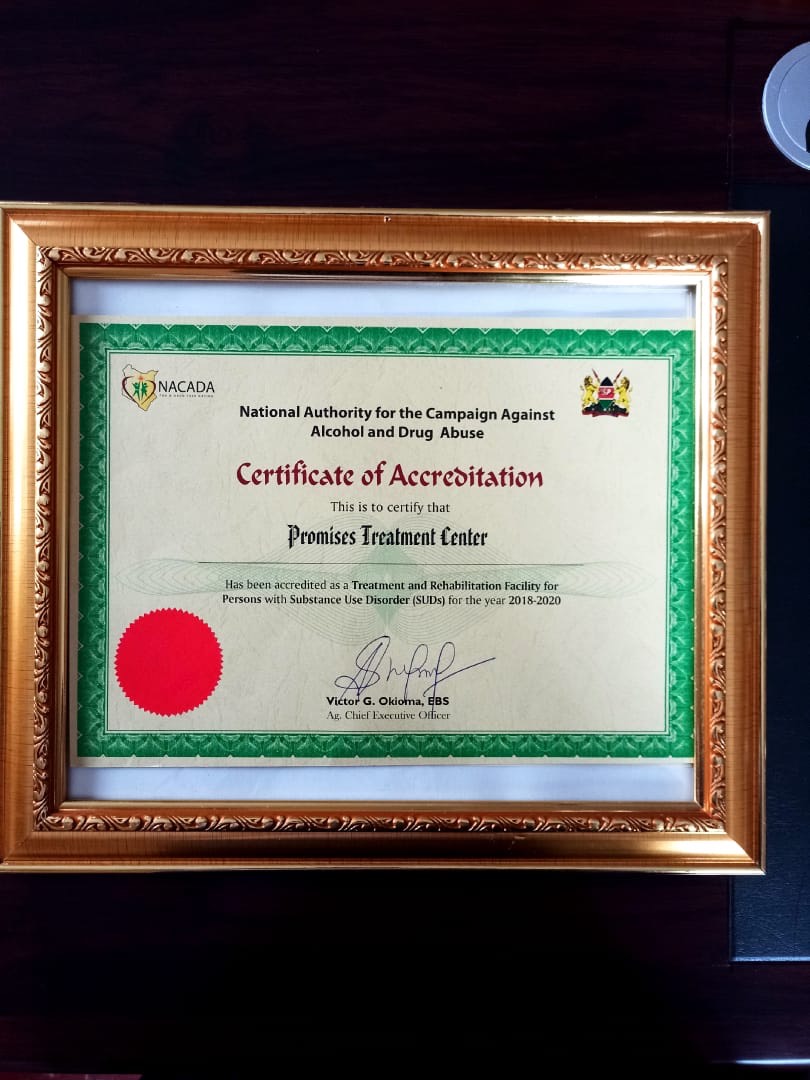 NACADA
National Authority for the Campaign Against
Alcohol and Drug Abuse
Certificate of Accreditation
This is to certify that
Promises Treatment Center
Has been accredited as a Treatment and Rehabilitation Facility for
Persons with Substance Use Disorder (SUDs) for the year 2018-2020
Victor G. Okioma, EBS
Ag. Chief Executive Officer